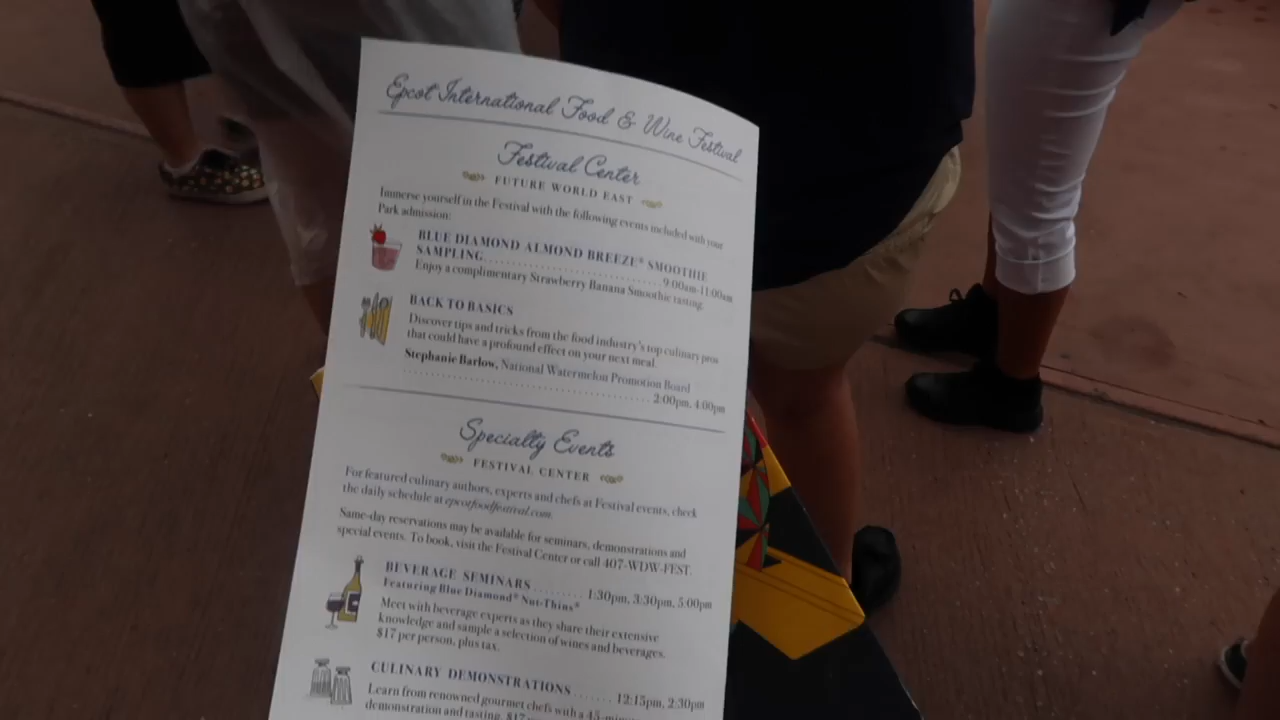 Epcot International Food & Wine Festival
Festival Center
FUTURE WORLD EAST
Immerse yourself in the Festival with the following events included with your
Park admission:
BLUE DIAMOND ALMOND BREEZE® SMOOTHIE
SAMPLING.......................... 9:00am-11:00am
Enjoy a complimentary Strawberry Banana Smoothie tasting.
BACK TO BASICS
Discover tips and tricks from the food industry's top culinary pros
that could have a profound effect on your next meal.
Stephanie Barlow, National Watermelon Promotion Board
.......................................... 2:00pm, 4:00pm
Specialty Events
FESTIVAL CENTER
For featured culinary authors, experts and chefs at Festival events, check
the daily schedule at epcotfoodfestival.com.
Same-day reservations may be available for seminars, demonstrations and
special events. To book, visit the Festival Center or call 407-WDW-FEST.
BEVERAGE SEMINARS ......... 1:30pm, 3:30pm, 5:00pm
Featuring Blue Diamond® Nut-Thins®
Meet with beverage experts as they share their extensive
knowledge and sample a selection of wines and beverages.
$17 per person, plus tax.
CULINARY DEMONSTRATIONS ....... 12:15pm, 2:30pm
Learn from renowned gourmet chefs with a 45-minute
demonstration and tasting. $17